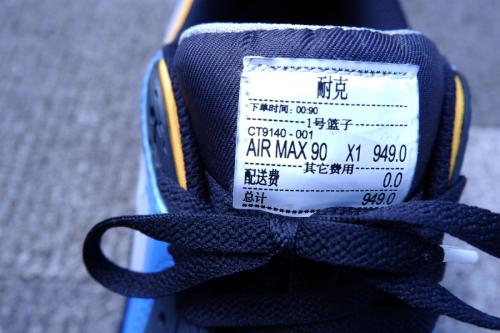 耐克
下单时间：00:90
1号篮子
CT9140-001
AIR MAX 90 X1 949.0
其它费用
配送费 0.0
总计 949.0